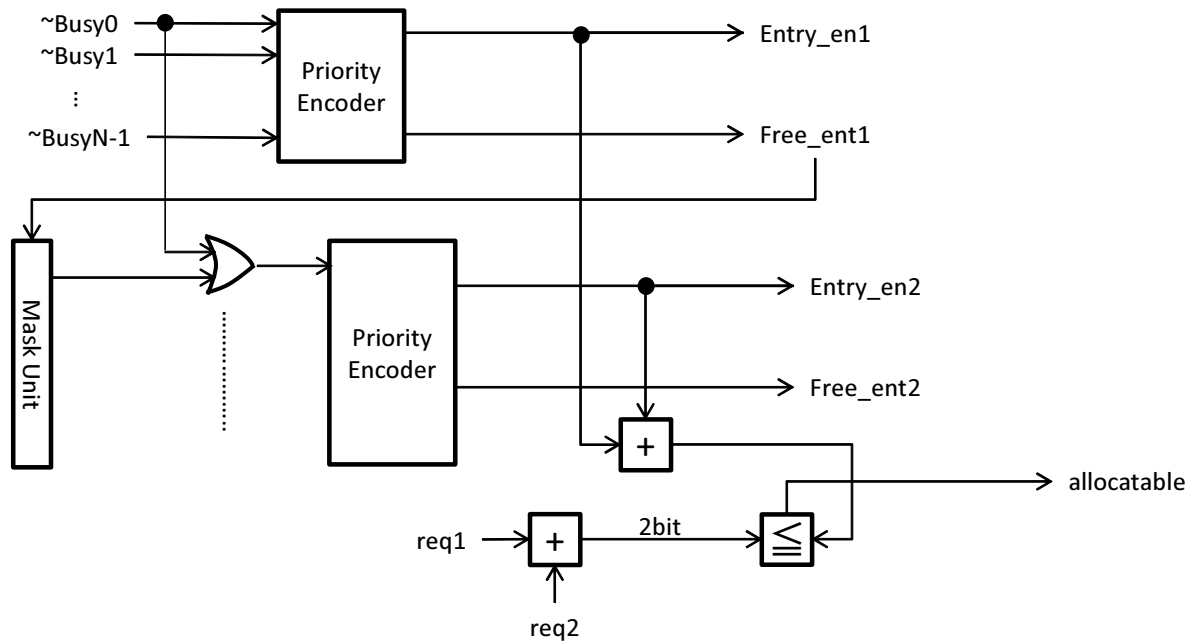 ~Busy0
~Busy1
⋮
~BusyN-1
Priority
Encoder
Entry_en1
Free_ent1
Mask Unit
Priority
Encoder
Entry_en2
Free_ent2
+
allocatable
req1
+
2bit
≦
req2